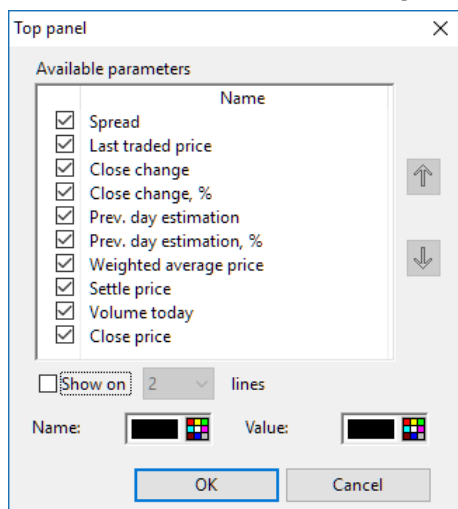 Top panel
Available parameters
Name
Spread
Last traded price
Close change
Close change, %
Prev. day estimation
Prev. day estimation, %
Weighted average price
Settle price
Volume today
Close price
Show on 2 lines
Name: Value:
OK Cancel